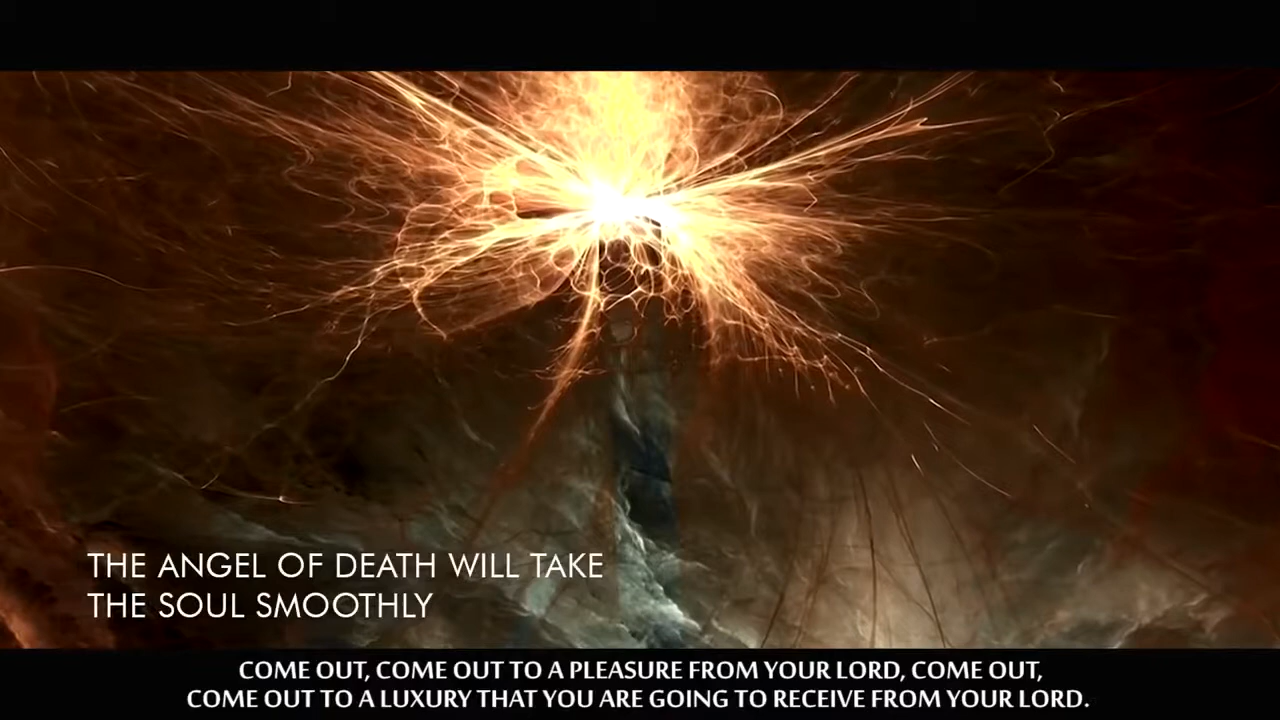 THE ANGEL OF DEATH WILL TAKE
THE SOUL SMOOTHLY
COME OUT, COME OUT TO A PLEASURE FROM YOUR LORD, COME OUT,
COME OUT TO A LUXURY THAT YOU ARE GOING TO RECEIVE FROM YOUR LORD.